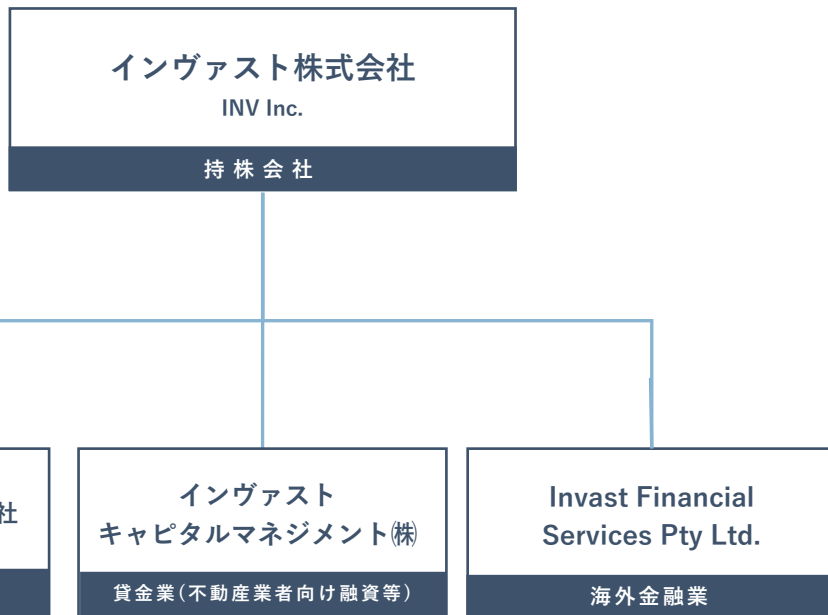 インヴァスト株式会社
INV Inc.
持株会社
社
インヴァスト
キャピタルマネジメント㈱
貸金業(不動産業者向け融資等)
Invast Financial
Services Pty Ltd.
海外金融業